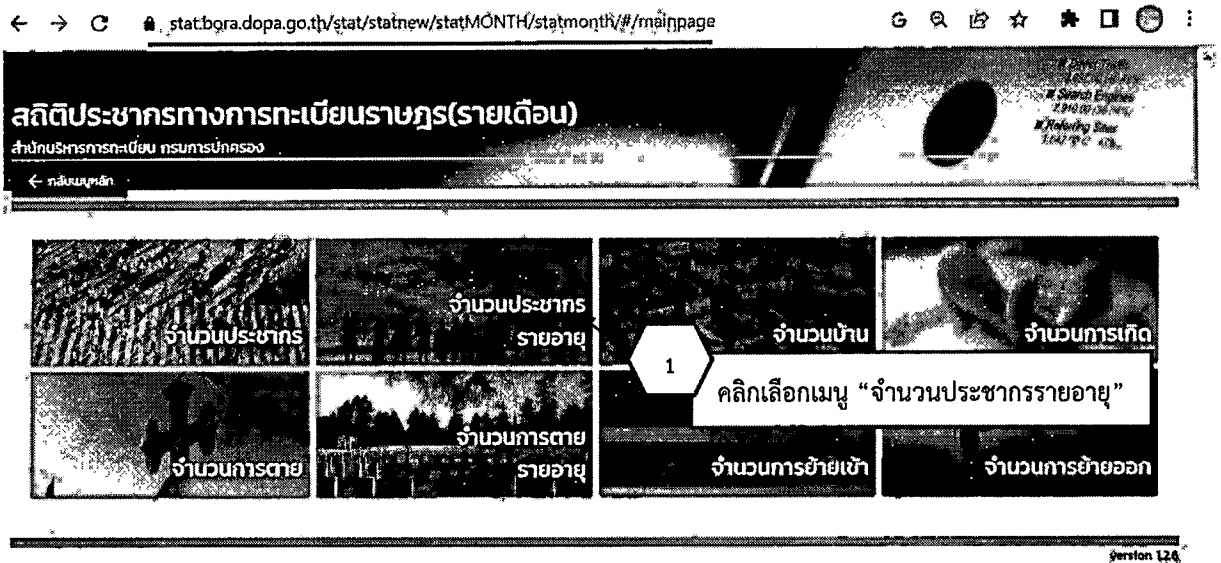 stat.bora.dopa.go.th/stat/statnew/statMONTH/statmonth/#/mainpage
สถิติประชากรทางการทะเบียนราษฎร(รายเดือน)
สำนักบริหารการทะเบียน กรมการปกครอง
← กลับเมนูหลัก
Search Engines
Referring Sites
จำนวนประชากร
จำนวนประชากร
รายอายุ
จำนวนบ้าน
จำนวนการเกิด
1
คลิกเลือกเมนู “จำนวนประชากรรายอายุ”
จำนวนการตาย
จำนวนการตาย
รายอายุ
จำนวนการย้ายเข้า
จำนวนการย้ายออก
Version 1.2.6